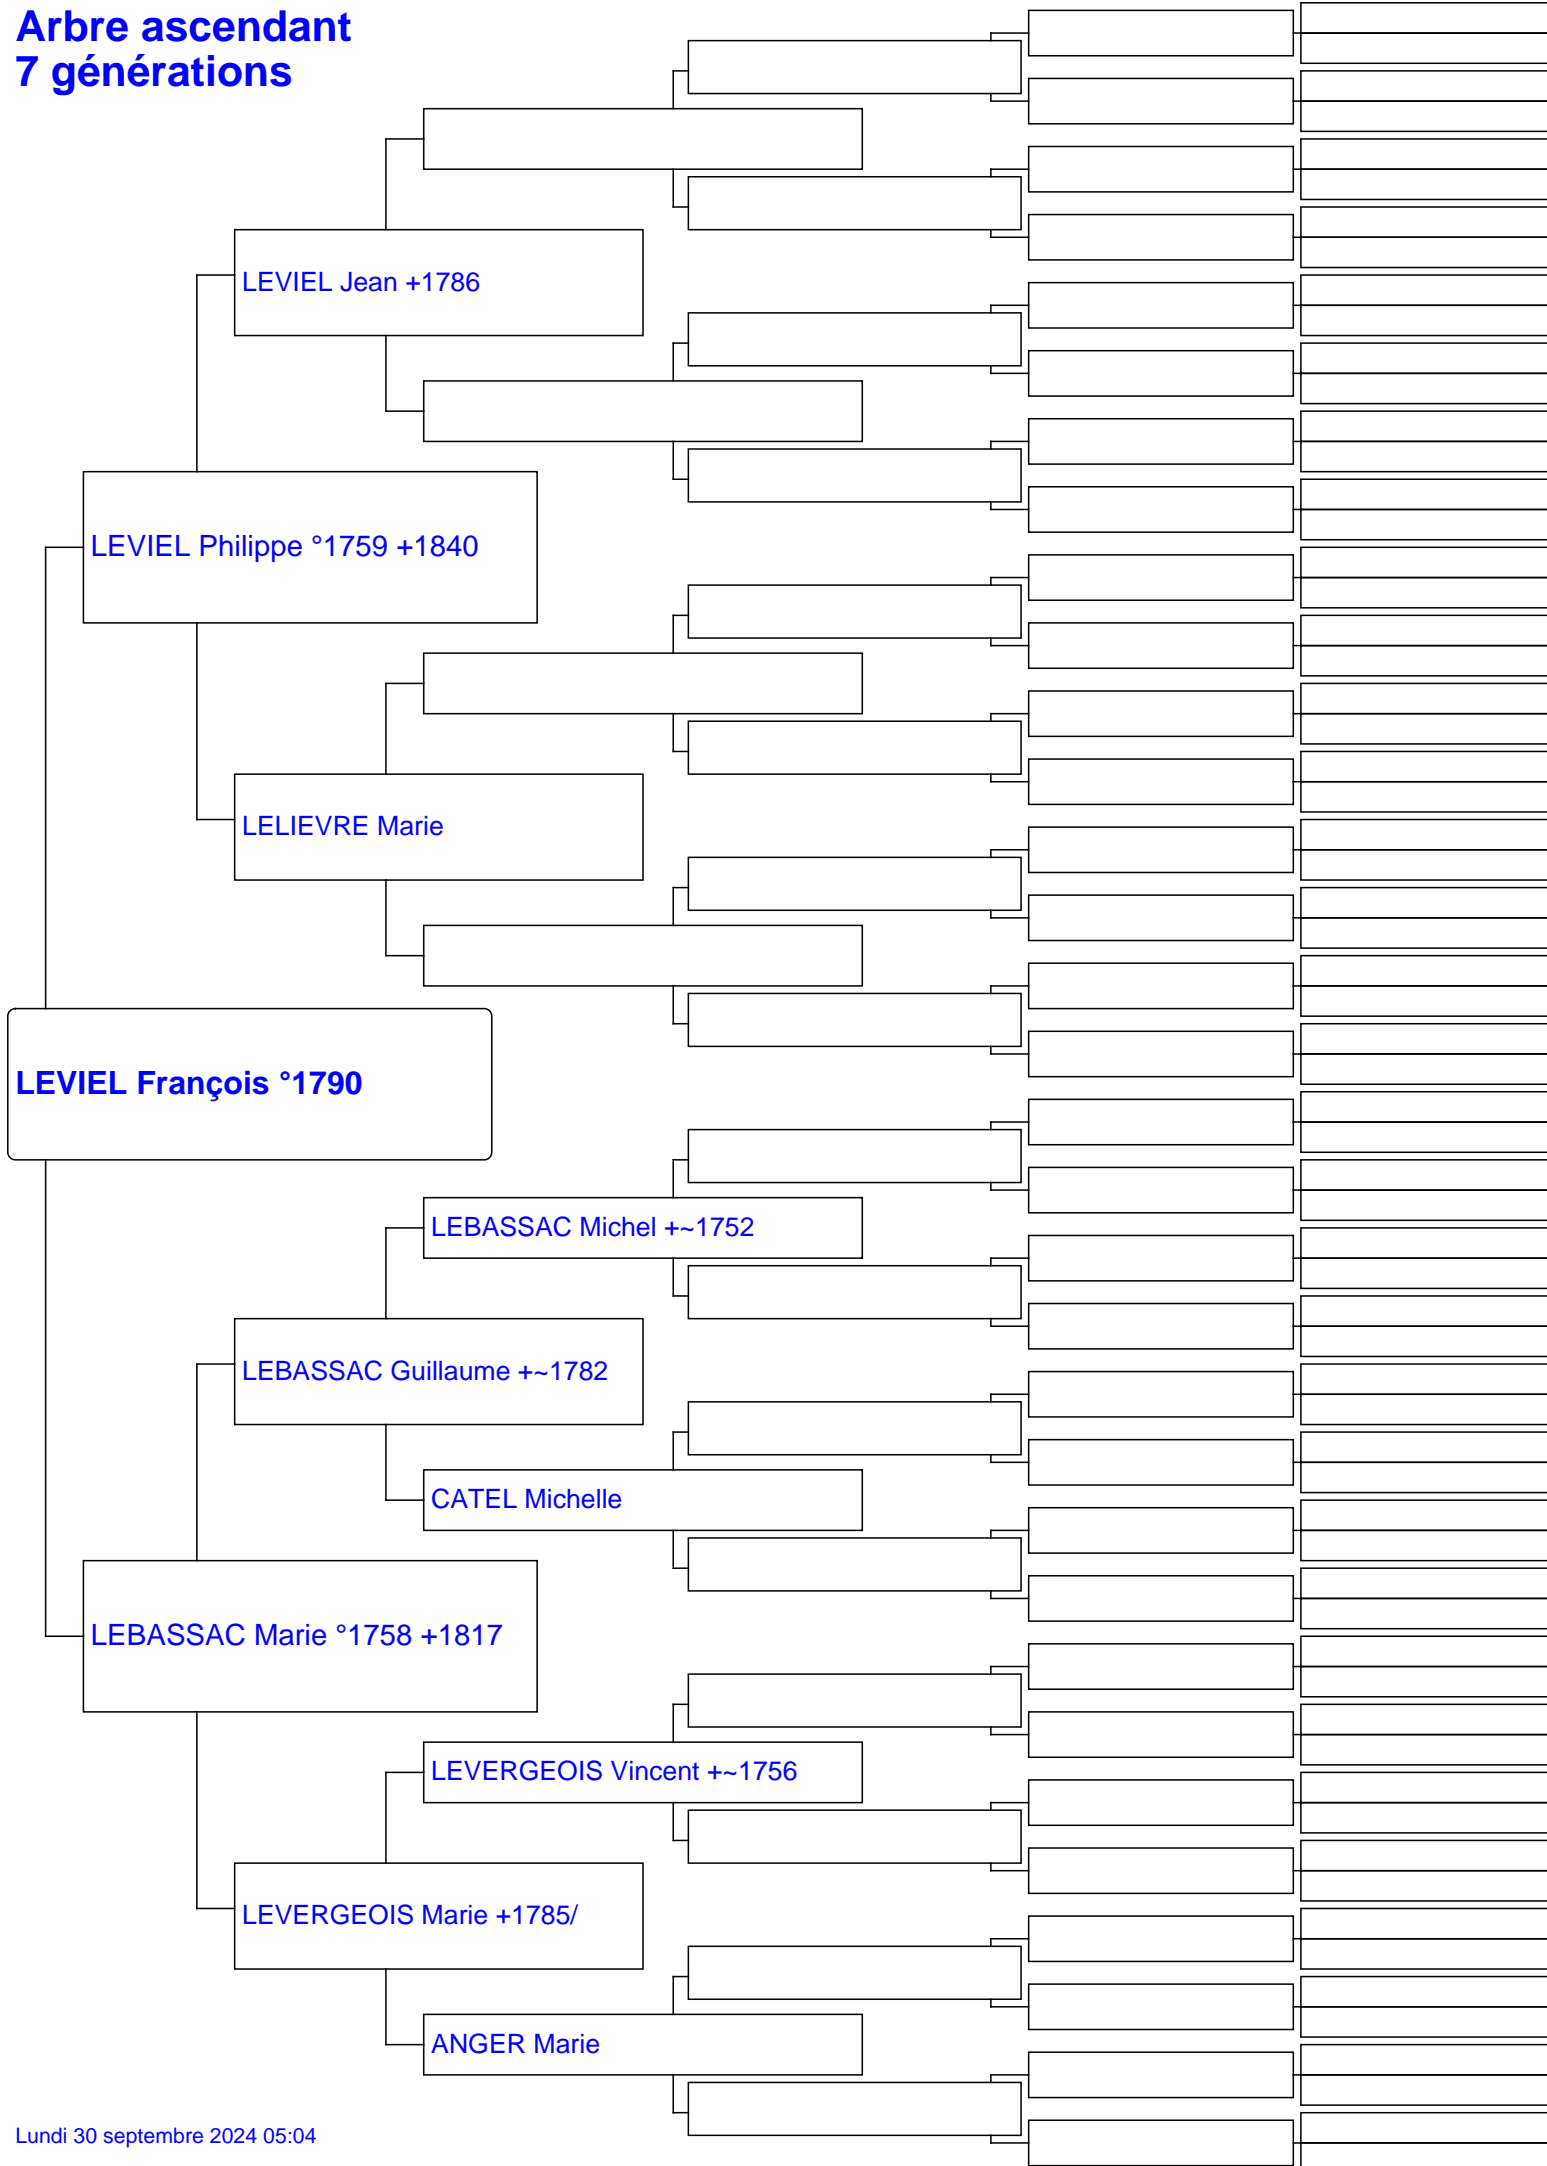 Arbre ascendant
7 générations
LEVIEL Jean +1786
LEVIEL Philippe °1759 +1840
LELIEVRE Marie
LEVIEL François °1790
LEBASSAC Michel +~1752
LEBASSAC Guillaume +~1782
CATEL Michelle
LEBASSAC Marie °1758 +1817
LEVERGEOIS Vincent +~1756
LEVERGEOIS Marie +1785/
ANGER Marie
Lundi 30 septembre 2024 05:04